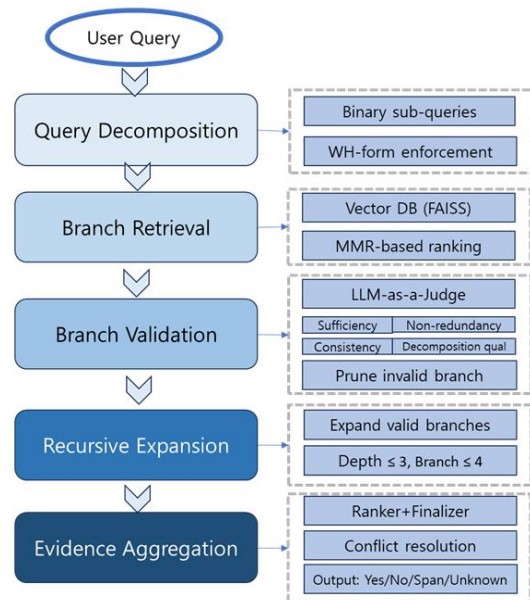 User Query
Query Decomposition
Binary sub-queries
WH-form enforcement
Branch Retrieval
Vector DB (FAISS)
MMR-based ranking
Branch Validation
LLM-as-a-Judge
Sufficiency
Non-redundancy
Consistency
Decomposition qual
Prune invalid branch
Recursive Expansion
Expand valid branches
Depth ≤ 3, Branch ≤ 4
Evidence Aggregation
Ranker+Finalizer
Conflict resolution
Output: Yes/No/Span/Unknown